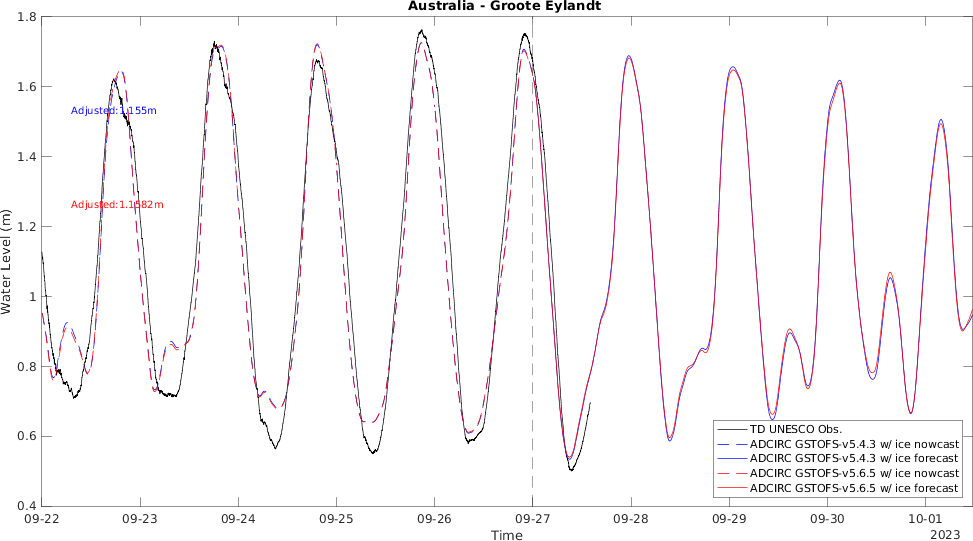 Australia - Groote Eylandt
1.8
1.6
1.4
1.2
1
0.8
0.6
0.4
Water Level (m)
Adjusted:1.155m
Adjusted:1.1582m
TD UNESCO Obs.
ADCIRC GSTOFS-v5.4.3 w/ ice nowcast
ADCIRC GSTOFS-v5.4.3 w/ ice forecast
ADCIRC GSTOFS-v5.6.5 w/ ice nowcast
ADCIRC GSTOFS-v5.6.5 w/ ice forecast
09-22 09-23 09-24 09-25 09-26 09-27 09-28 09-29 09-30 10-01
Time
2023